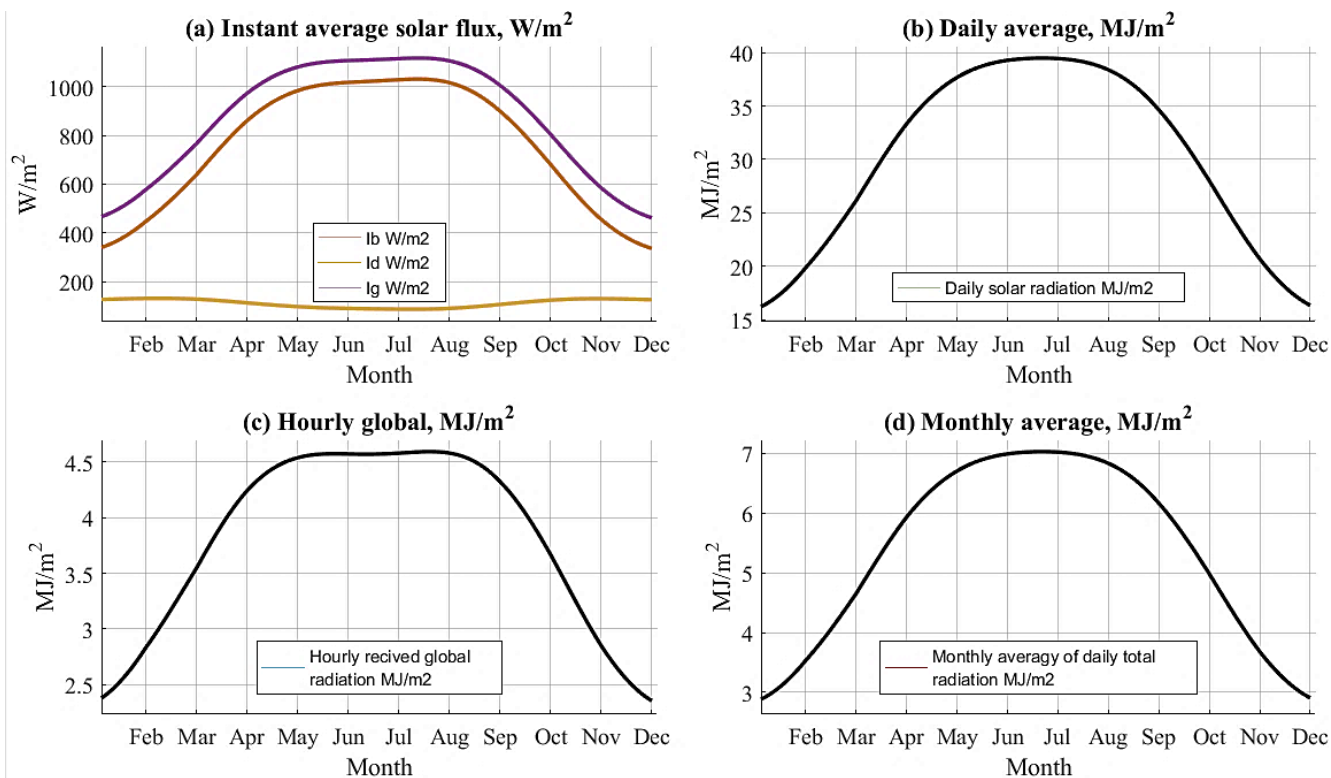 (a) Instant average solar flux, W/m²
W/m²
1000
800
600
400
200
Ib W/m2
Id W/m2
Ig W/m2
Feb Mar Apr May Jun Jul Aug Sep Oct Nov Dec
Month
(b) Daily average, MJ/m²
MJ/m²
40
35
30
25
20
15
Daily solar radiation MJ/m2
Feb Mar Apr May Jun Jul Aug Sep Oct Nov Dec
Month
(c) Hourly global, MJ/m²
MJ/m²
4.5
4
3.5
3
2.5
Hourly recived global
radiation MJ/m2
Feb Mar Apr May Jun Jul Aug Sep Oct Nov Dec
Month
(d) Monthly average, MJ/m²
MJ/m²
7
6
5
4
3
Monthly averagy of daily total
radiation MJ/m2
Feb Mar Apr May Jun Jul Aug Sep Oct Nov Dec
Month